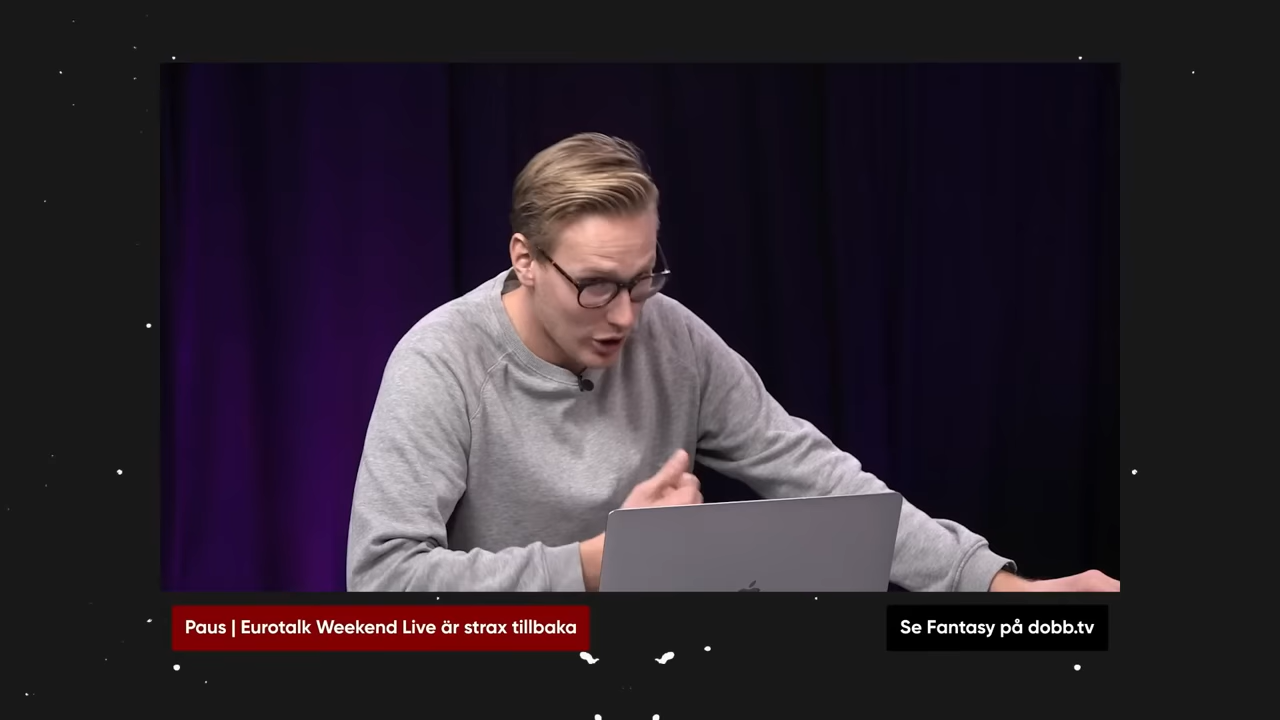 Paus | Eurotalk Weekend Live är strax tillbaka
Se Fantasy på dobb.tv